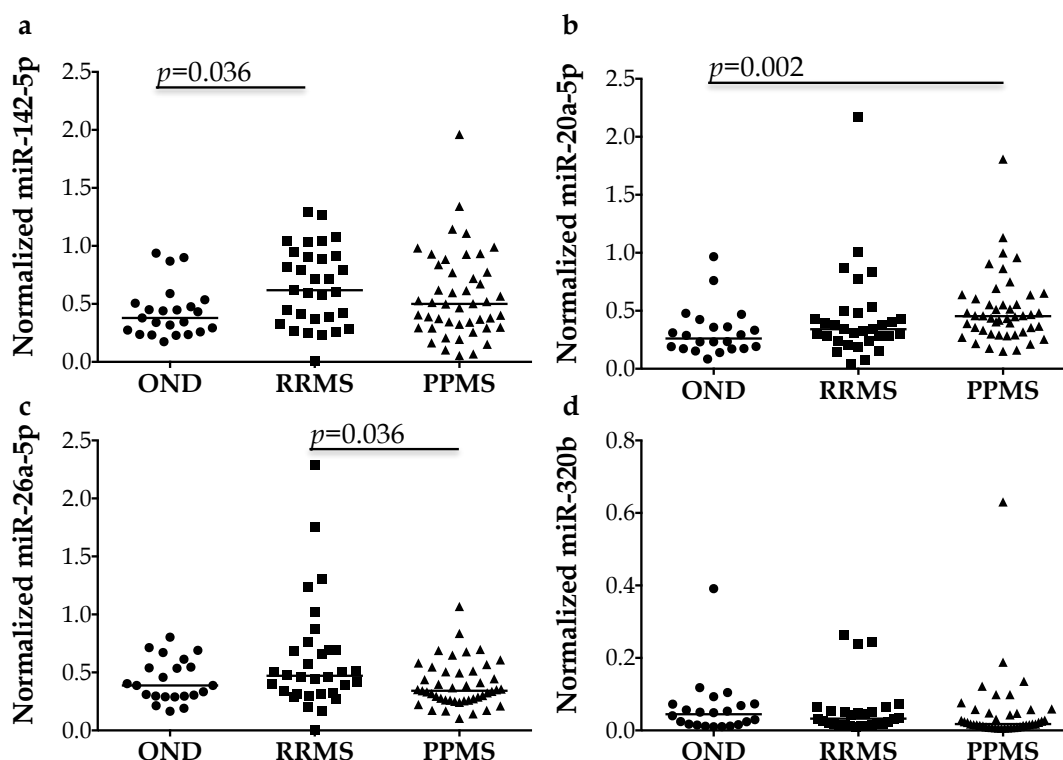 a
p=0.036
Normalized miR-142-5p
2.5
2.0
1.5
1.0
0.5
0.0
OND RRMS PPMS
b
p=0.002
Normalized miR-20a-5p
2.5
2.0
1.5
1.0
0.5
0.0
OND RRMS PPMS
c
p=0.036
Normalized miR-26a-5p
2.5
2.0
1.5
1.0
0.5
0.0
OND RRMS PPMS
d
Normalized miR-320b
0.8
0.6
0.4
0.2
0.0
OND RRMS PPMS